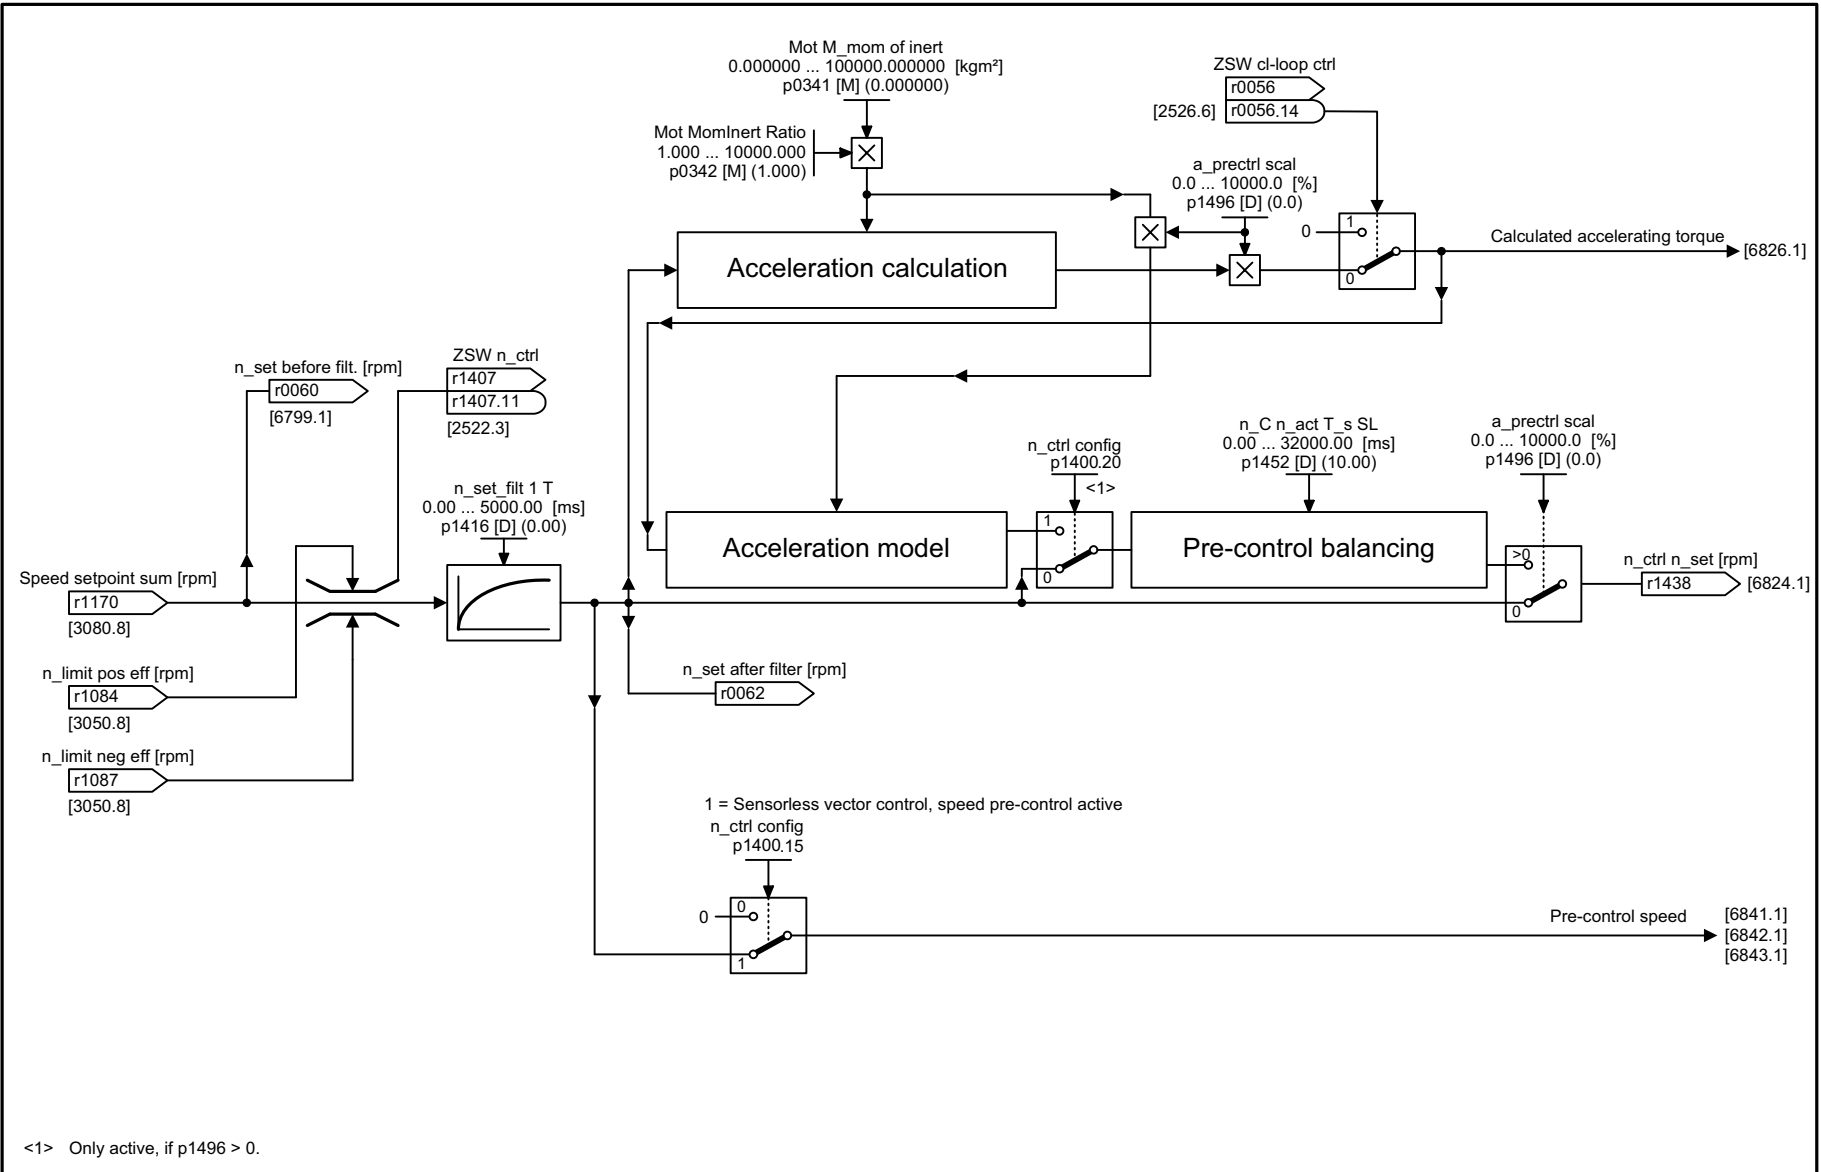 Mot M_mom of inert
0.000000 ... 100000.000000 [kgm²]
p0341 [M] (0.000000)
Mot MomInert Ratio
1.000 ... 10000.000
p0342 [M] (1.000)
ZSW cl-loop ctrl
r0056
[2526.6]
r0056.14
a_prectrl scal
0.0 ... 10000.0 [%]
p1496 [D] (0.0)
1
0
0
Calculated accelerating torque
[6826.1]
Acceleration calculation
n_set before filt. [rpm]
r0060
[6799.1]
ZSW n_ctrl
r1407
r1407.11
[2522.3]
n_set_filt 1 T
0.00 ... 5000.00 [ms]
p1416 [D] (0.00)
n_ctrl config
p1400.20
<1>
n_C n_act T_s SL
0.00 ... 32000.00 [ms]
p1452 [D] (10.00)
a_prectrl scal
0.0 ... 10000.0 [%]
p1496 [D] (0.0)
Acceleration model
1
0
Pre-control balancing
>0
0
n_ctrl n_set [rpm]
r1438
[6824.1]
Speed setpoint sum [rpm]
r1170
[3080.8]
n_limit pos eff [rpm]
r1084
[3050.8]
n_limit neg eff [rpm]
r1087
[3050.8]
n_set after filter [rpm]
r0062
1 = Sensorless vector control, speed pre-control active
n_ctrl config
p1400.15
0
0
1
Pre-control speed
[6841.1]
[6842.1]
[6843.1]
<1> Only active, if p1496 > 0.